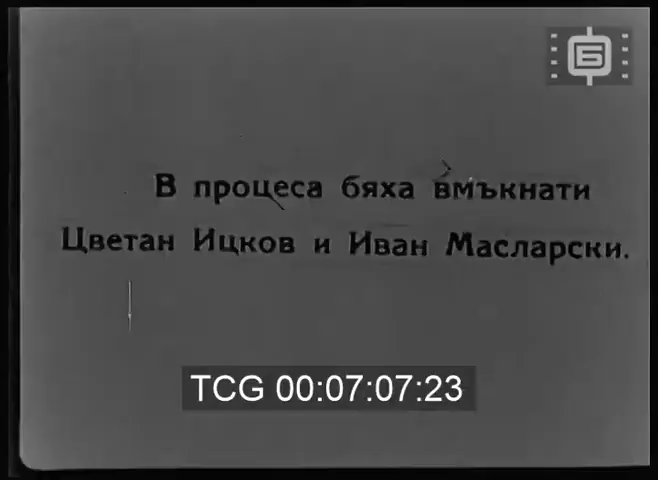 Б
В процеса бяха вмъкнати
Цветан Ицков и Иван Масларски.
TCG 00:07:07:23